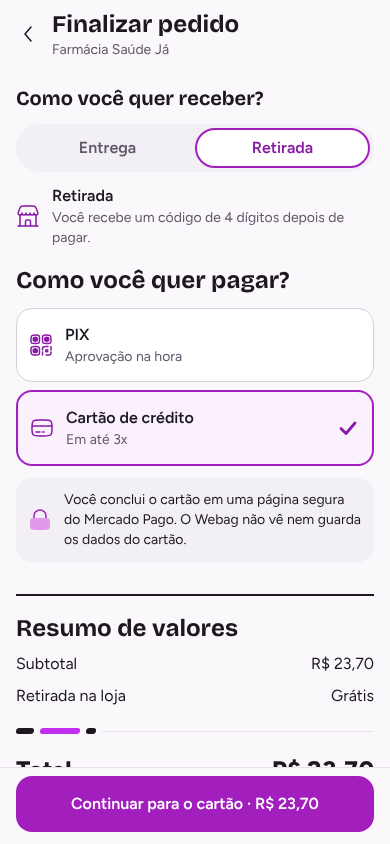 Finalizar pedido
Farmácia Saúde Já
Como você quer receber?
Entrega
Retirada
Retirada
Você recebe um código de 4 dígitos depois de
pagar.
Como você quer pagar?
PIX
Aprovação na hora
Cartão de crédito
Em até 3x
Você conclui o cartão em uma página segura
do Mercado Pago. O Webag não vê nem guarda
os dados do cartão.
Resumo de valores
Subtotal
R$ 23,70
Retirada na loja
Grátis
Total
R$ 23,70
Continuar para o cartão · R$ 23,70